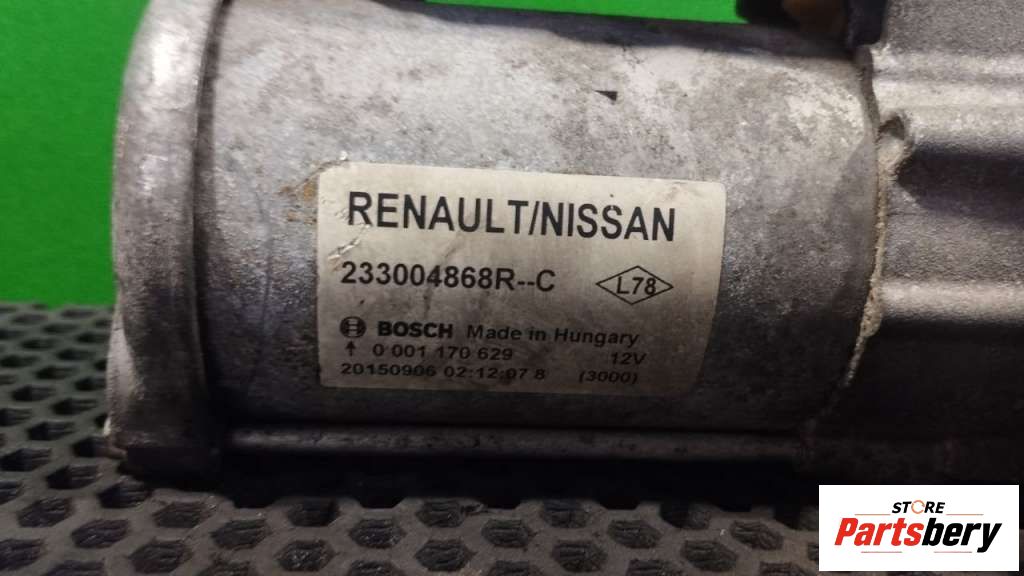 RENAULT/NISSAN
233004868R--C
L78
BOSCH Made in Hungary
0 001 170 629 12V
20150906 02:12:07 8 (3000)
STORE
Partsbery